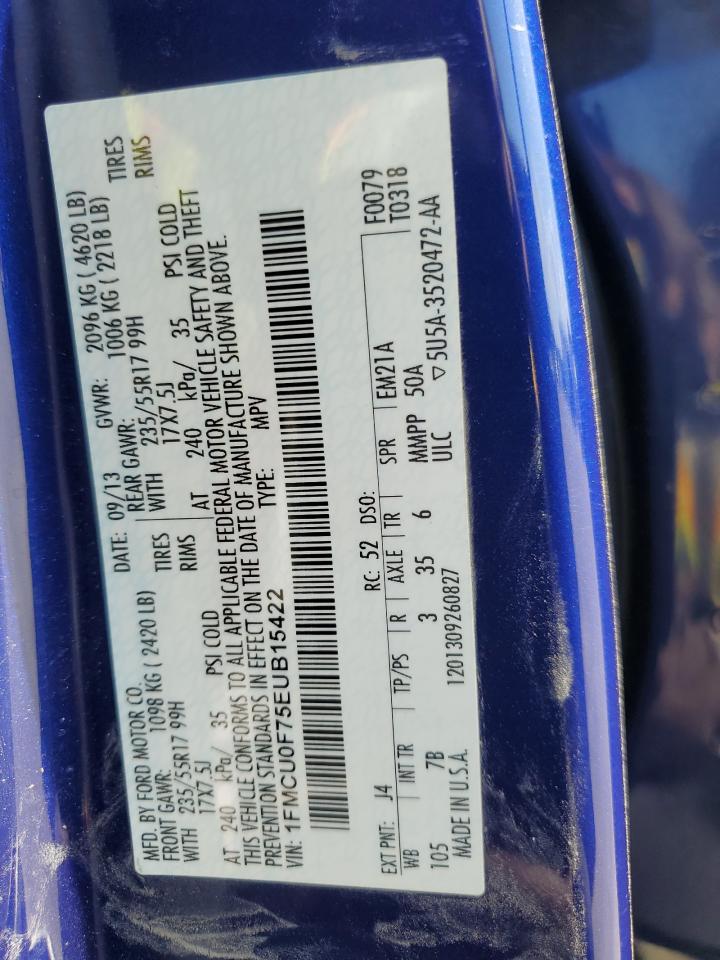 MFD. BY FORD MOTOR CO. DATE: 09/13 GVWR: 2096 KG ( 4620 LB)
FRONT GAWR: 1098 KG ( 2420 LB) REAR GAWR: 1006 KG ( 2218 LB)
WITH 235/55R17 99H TIRES WITH 235/55R17 99H TIRES
17X7.5J RIMS 17X7.5J RIMS
AT 240 kPa/ 35 PSI COLD AT 240 kPa/ 35 PSI COLD
THIS VEHICLE CONFORMS TO ALL APPLICABLE FEDERAL MOTOR VEHICLE SAFETY AND THEFT
PREVENTION STANDARDS IN EFFECT ON THE DATE OF MANUFACTURE SHOWN ABOVE.
VIN: 1FMCU0F75EUB15422 TYPE: MPV
EXT PNT: J4 RC: 52 DSO: F0079
WB INT TR TP/PS R AXLE TR SPR EM21A T0318
105 7B 3 35 6 MMPP 50A
MADE IN U.S.A. 1201309260827 ULC ▽5U5A-3520472-AA